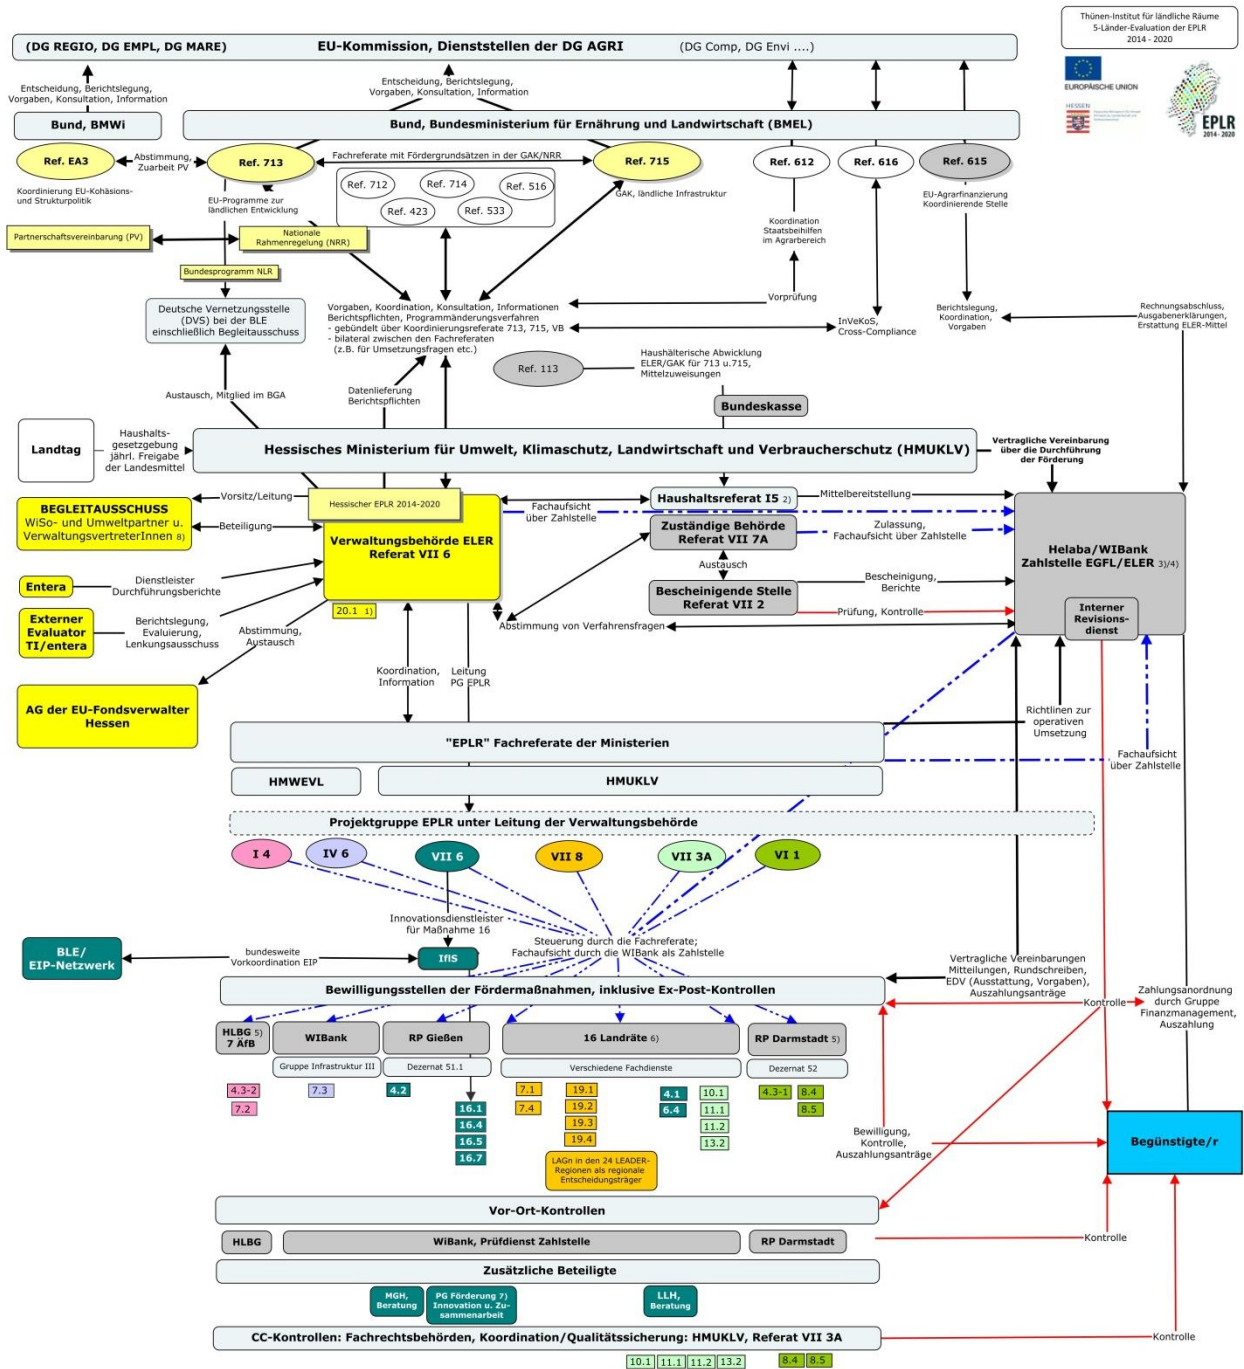 Thünen-Institut für ländliche Räume
5-Länder-Evaluation der EPLR
2014 - 2020
EUROPÄISCHE UNION
HESSEN
EPLR
2014 - 2020
(DG REGIO, DG EMPL, DG MARE)
EU-Kommission, Dienststellen der DG AGRI
(DG Comp, DG Envi ....)
Entscheidung, Berichtslegung,
Vorgaben, Konsultation, Information
Entscheidung, Berichtslegung,
Vorgaben, Konsultation, Information
Bund, BMWi
Bund, Bundesministerium für Ernährung und Landwirtschaft (BMEL)
Ref. EA3
Abstimmung,
Zuarbeit PV
Ref. 713
Fachreferate mit Fördergrundsätzen in der GAK/NRR
Ref. 715
Ref. 612
Ref. 616
Ref. 615
Koordinierung EU-Kohäsions-
und Strukturpolitik
EU-Programme zur
ländlichen Entwicklung
Ref. 712
Ref. 714
Ref. 516
Ref. 423
Ref. 533
GAK, ländliche Infrastruktur
EU-Agrarfinanzierung
Koordinierende Stelle
Koordination
Staatsbeihilfen
im Agrarbereich
Partnerschaftsvereinbarung (PV)
Nationale
Rahmenregelung (NRR)
Bundesprogramm NLR
Deutsche Vernetzungsstelle
(DVS) bei der BLE
einschließlich Begleitausschuss
Vorgaben, Koordination, Konsultation, Informationen
Berichtspflichten, Programmänderungsverfahren
- gebündelt über Koordinierungsreferate 713, 715, VB
- bilateral zwischen den Fachreferaten
(z.B. für Umsetzungsfragen etc.)
Vorprüfung
InVeKoS,
Cross-Compliance
Berichtslegung,
Koordination,
Vorgaben
Rechnungsabschluss,
Ausgabenerklärungen,
Erstattung ELER-Mittel
Ref. 113
Haushälterische Abwicklung
ELER/GAK für 713 u.715,
Mittelzuweisungen
Austausch, Mitglied im BGA
Datenlieferung
Berichtspflichten
Bundeskasse
Landtag
Haushalts-
gesetzgebung
jährl. Freigabe
der Landesmittel
Hessisches Ministerium für Umwelt, Klimaschutz, Landwirtschaft und Verbraucherschutz (HMUKLV)
Vertragliche Vereinbarung
über die Durchführung
der Förderung
BEGLEITAUSSCHUSS
WiSo- und Umweltpartner u.
VerwaltungsvertreterInnen 8)
Vorsitz/Leitung
Beteiligung
Hessischer EPLR 2014-2020
Verwaltungsbehörde ELER
Referat VII 6
20.1 1)
Fachaufsicht
über Zahlstelle
Haushaltsreferat I5 2)
Mittelbereitstellung
Zuständige Behörde
Referat VII 7A
Zulassung,
Fachaufsicht über Zahlstelle
Austausch
Bescheinigende Stelle
Referat VII 2
Bescheinigung,
Berichte
Prüfung, Kontrolle
Abstimmung von Verfahrensfragen
Helaba/WIBank
Zahlstelle EGFL/ELER 3)/4)
Interner
Revisions-
dienst
Entera
Dienstleister
Durchführungsberichte
Externer
Evaluator
TI/entera
Berichtslegung,
Evaluierung,
Lenkungsausschuss
Abstimmung,
Austausch
AG der EU-Fondsverwalter
Hessen
Koordination,
Information
Leitung
PG EPLR
Richtlinen zur
operativen
Umsetzung
Fachaufsicht
über Zahlstelle
"EPLR" Fachreferate der Ministerien
HMWEVL
HMUKLV
Projektgruppe EPLR unter Leitung der Verwaltungsbehörde
I 4
IV 6
VII 6
VII 8
VII 3A
VI 1
Innovationsdienstleister
für Maßnahme 16
Steuerung durch die Fachreferate;
Fachaufsicht durch die WIBank als Zahlstelle
BLE/
EIP-Netzwerk
bundesweite
Vorkoordination EIP
IflS
Vertragliche Vereinbarungen
Mitteilungen, Rundschreiben,
EDV (Ausstattung, Vorgaben),
Auszahlungsanträge
Bewilligungsstellen der Fördermaßnahmen, inklusive Ex-Post-Kontrollen
Kontrolle
Zahlungsanordnung
durch Gruppe
Finanzmanagement,
Auszahlung
HLBG 5)
7 ÄfB
WIBank
RP Gießen
16 Landräte 6)
RP Darmstadt 5)
Gruppe Infrastruktur III
Dezernat 51.1
Verschiedene Fachdienste
Dezernat 52
4.3-2
7.2
7.3
4.2
16.1
16.4
16.5
16.7
7.1
7.4
19.1
19.2
19.3
19.4
4.1
6.4
10.1
11.1
11.2
13.2
4.3-1
8.4
8.5
LAGn in den 24 LEADER-
Regionen als regionale
Entscheidungsträger
Bewilligung,
Kontrolle,
Auszahlungsanträge
Begünstigte/r
Vor-Ort-Kontrollen
HLBG
WiBank, Prüfdienst Zahlstelle
RP Darmstadt
Kontrolle
Zusätzliche Beteiligte
MGH,
Beratung
PG Förderung 7)
Innovation u. Zu-
sammenarbeit
LLH,
Beratung
CC-Kontrollen: Fachrechtsbehörden, Koordination/Qualitätssicherung: HMUKLV, Referat VII 3A
Kontrolle
10.1
11.1
11.2
13.2
8.4
8.5